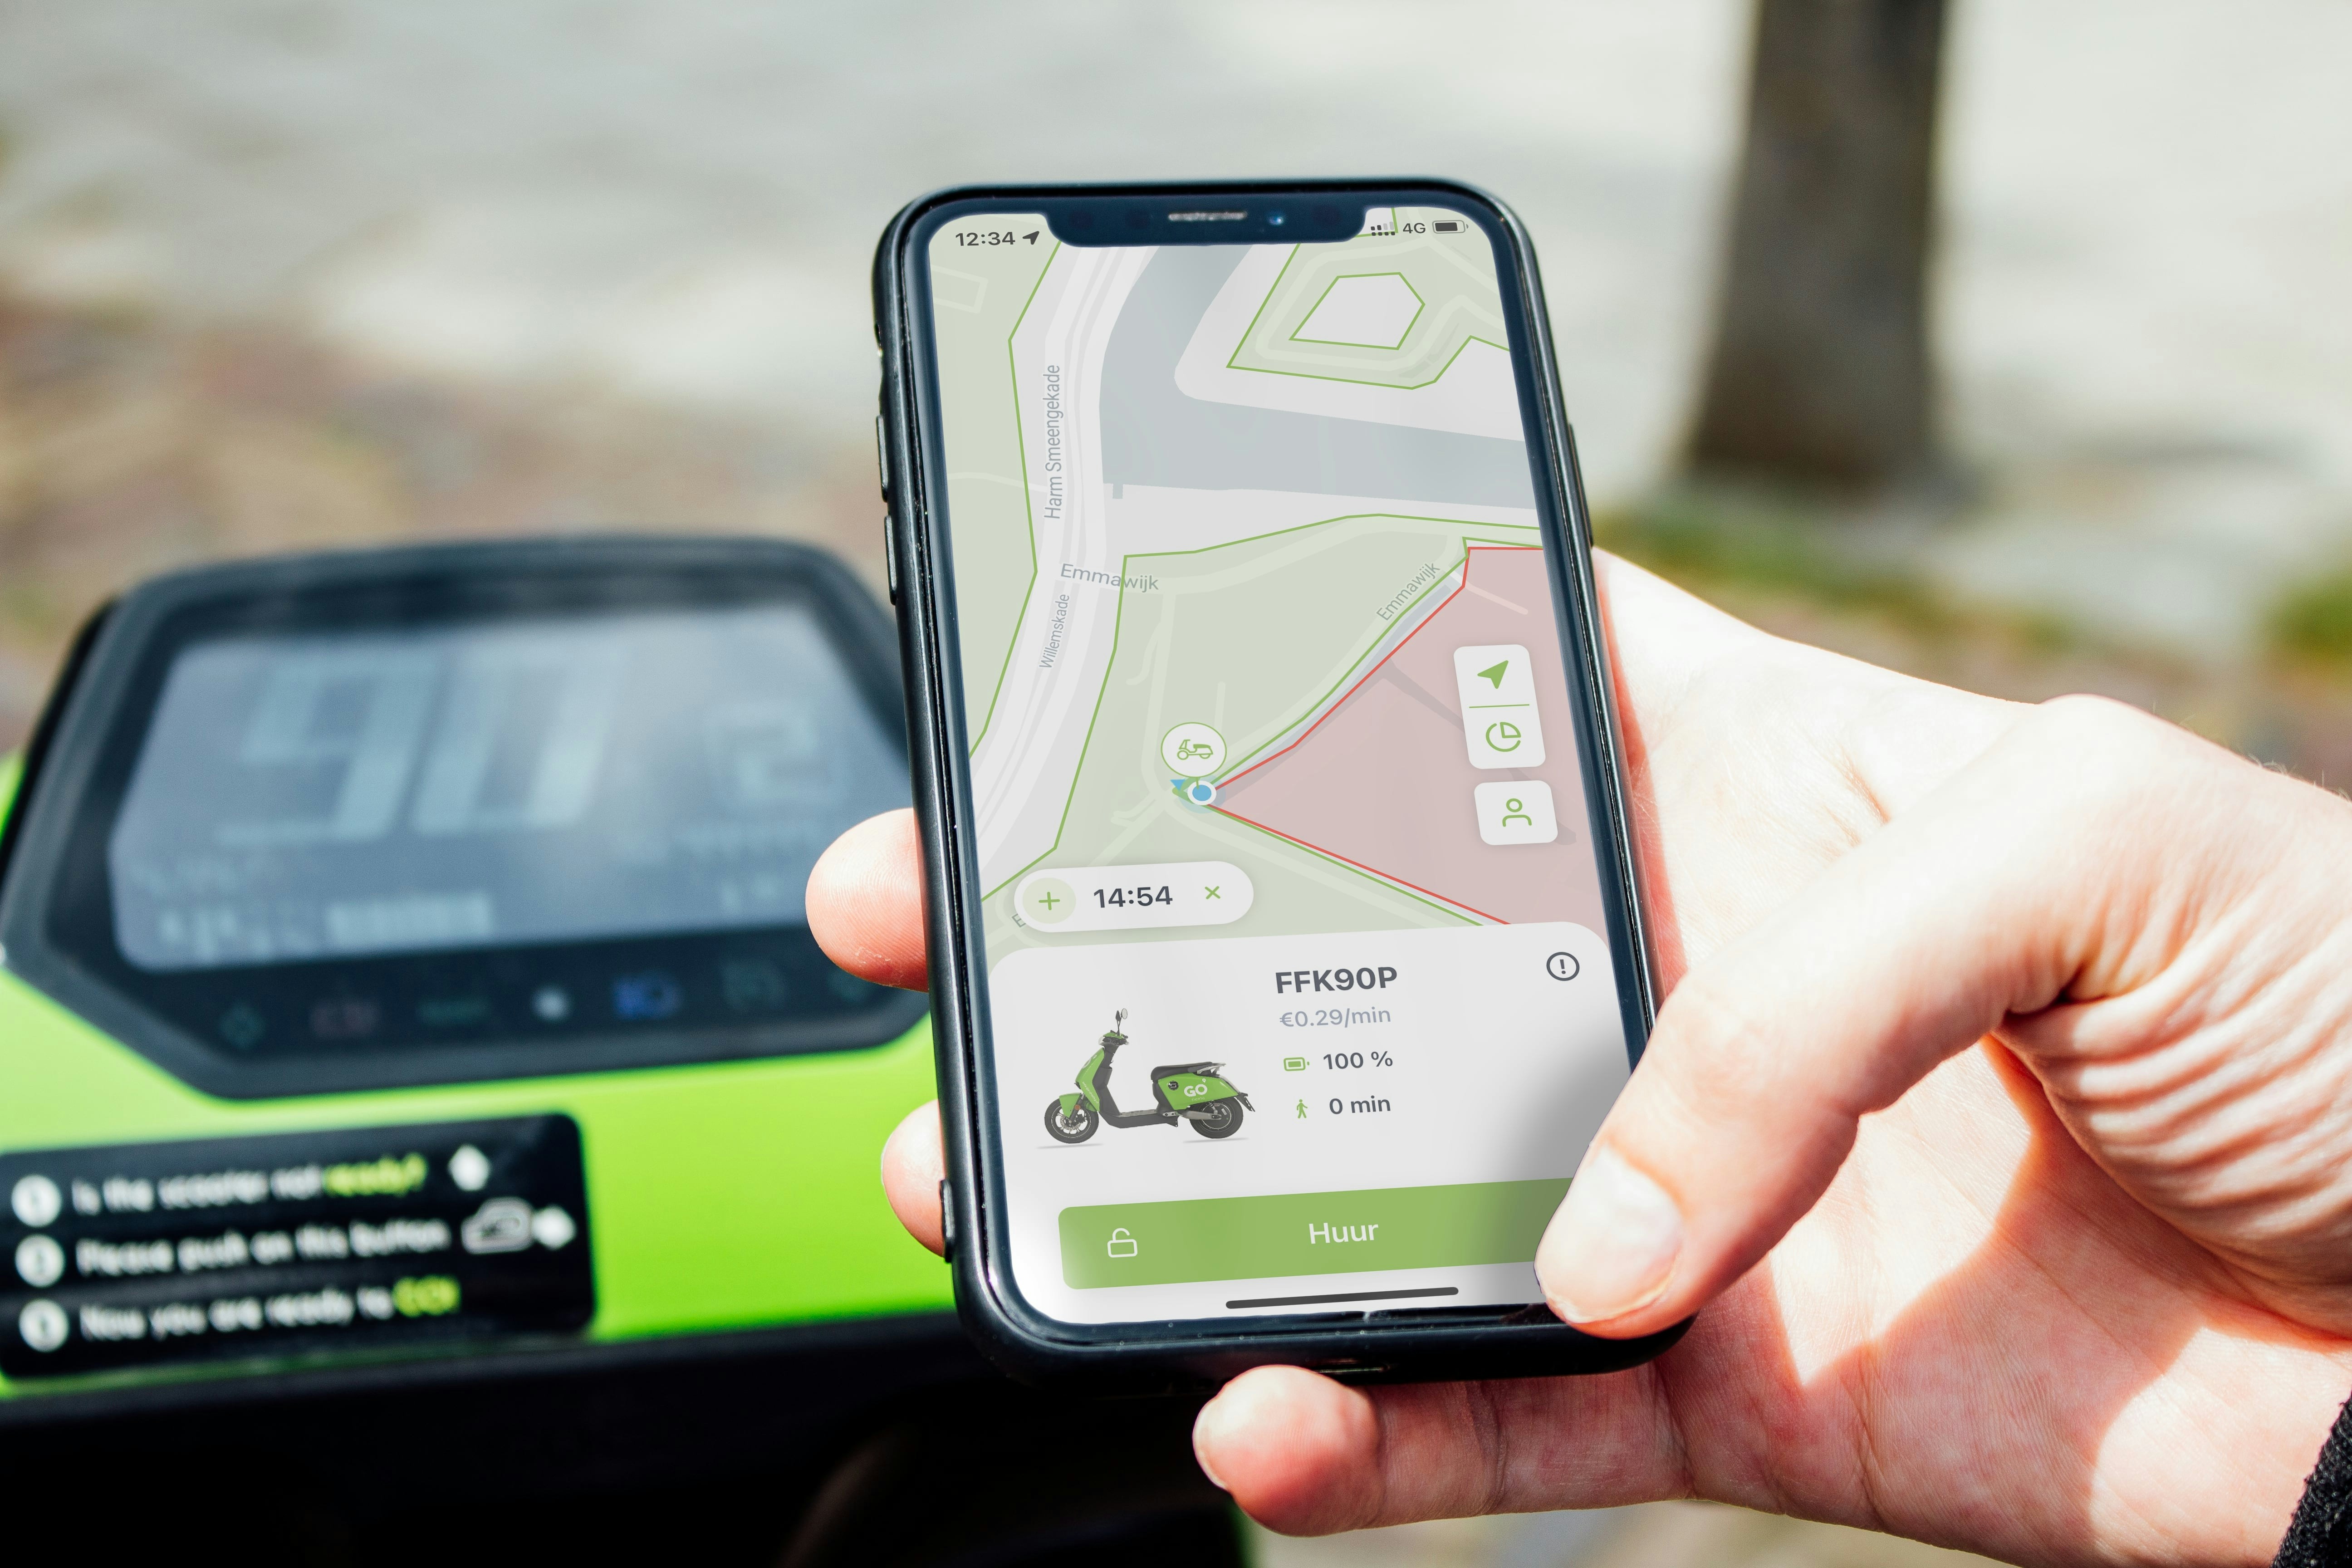 12:34
4G
Harm Smeengekade
Emmawijk
Emmawijk
Willemskade
14:54
FFK90P
€0.29/min
100 %
0 min
GO
Huur
90
1 Is the scooter not ready?
2 Please push on this button
3 Now you are ready to GO!